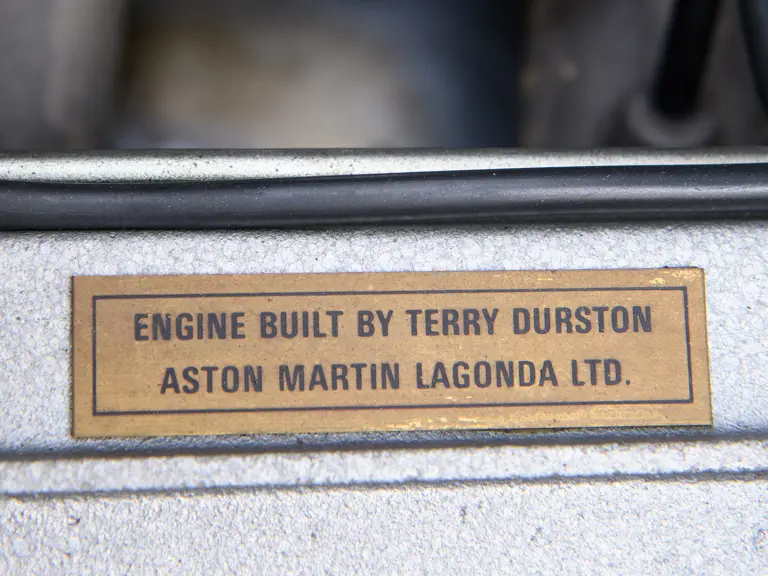 ENGINE BUILT BY TERRY DURSTON
ASTON MARTIN LAGONDA LTD.